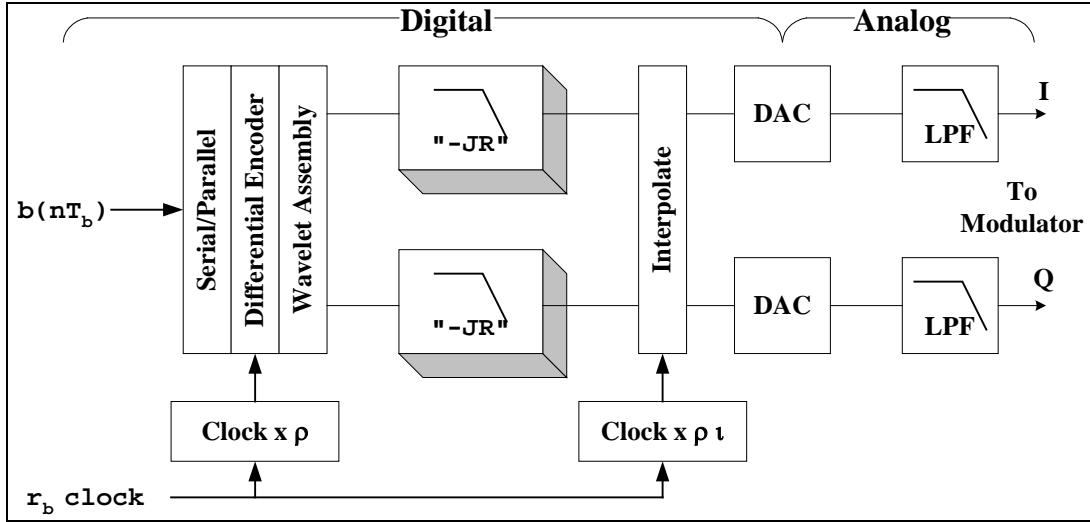 Digital
Analog
Serial/Parallel
Differential Encoder
Wavelet Assembly
"-JR"
Interpolate
DAC
LPF
I
b(nT_b)
To
Modulator
"-JR"
DAC
LPF
Q
Clock x ρ
Clock x ρ ι
r_b clock